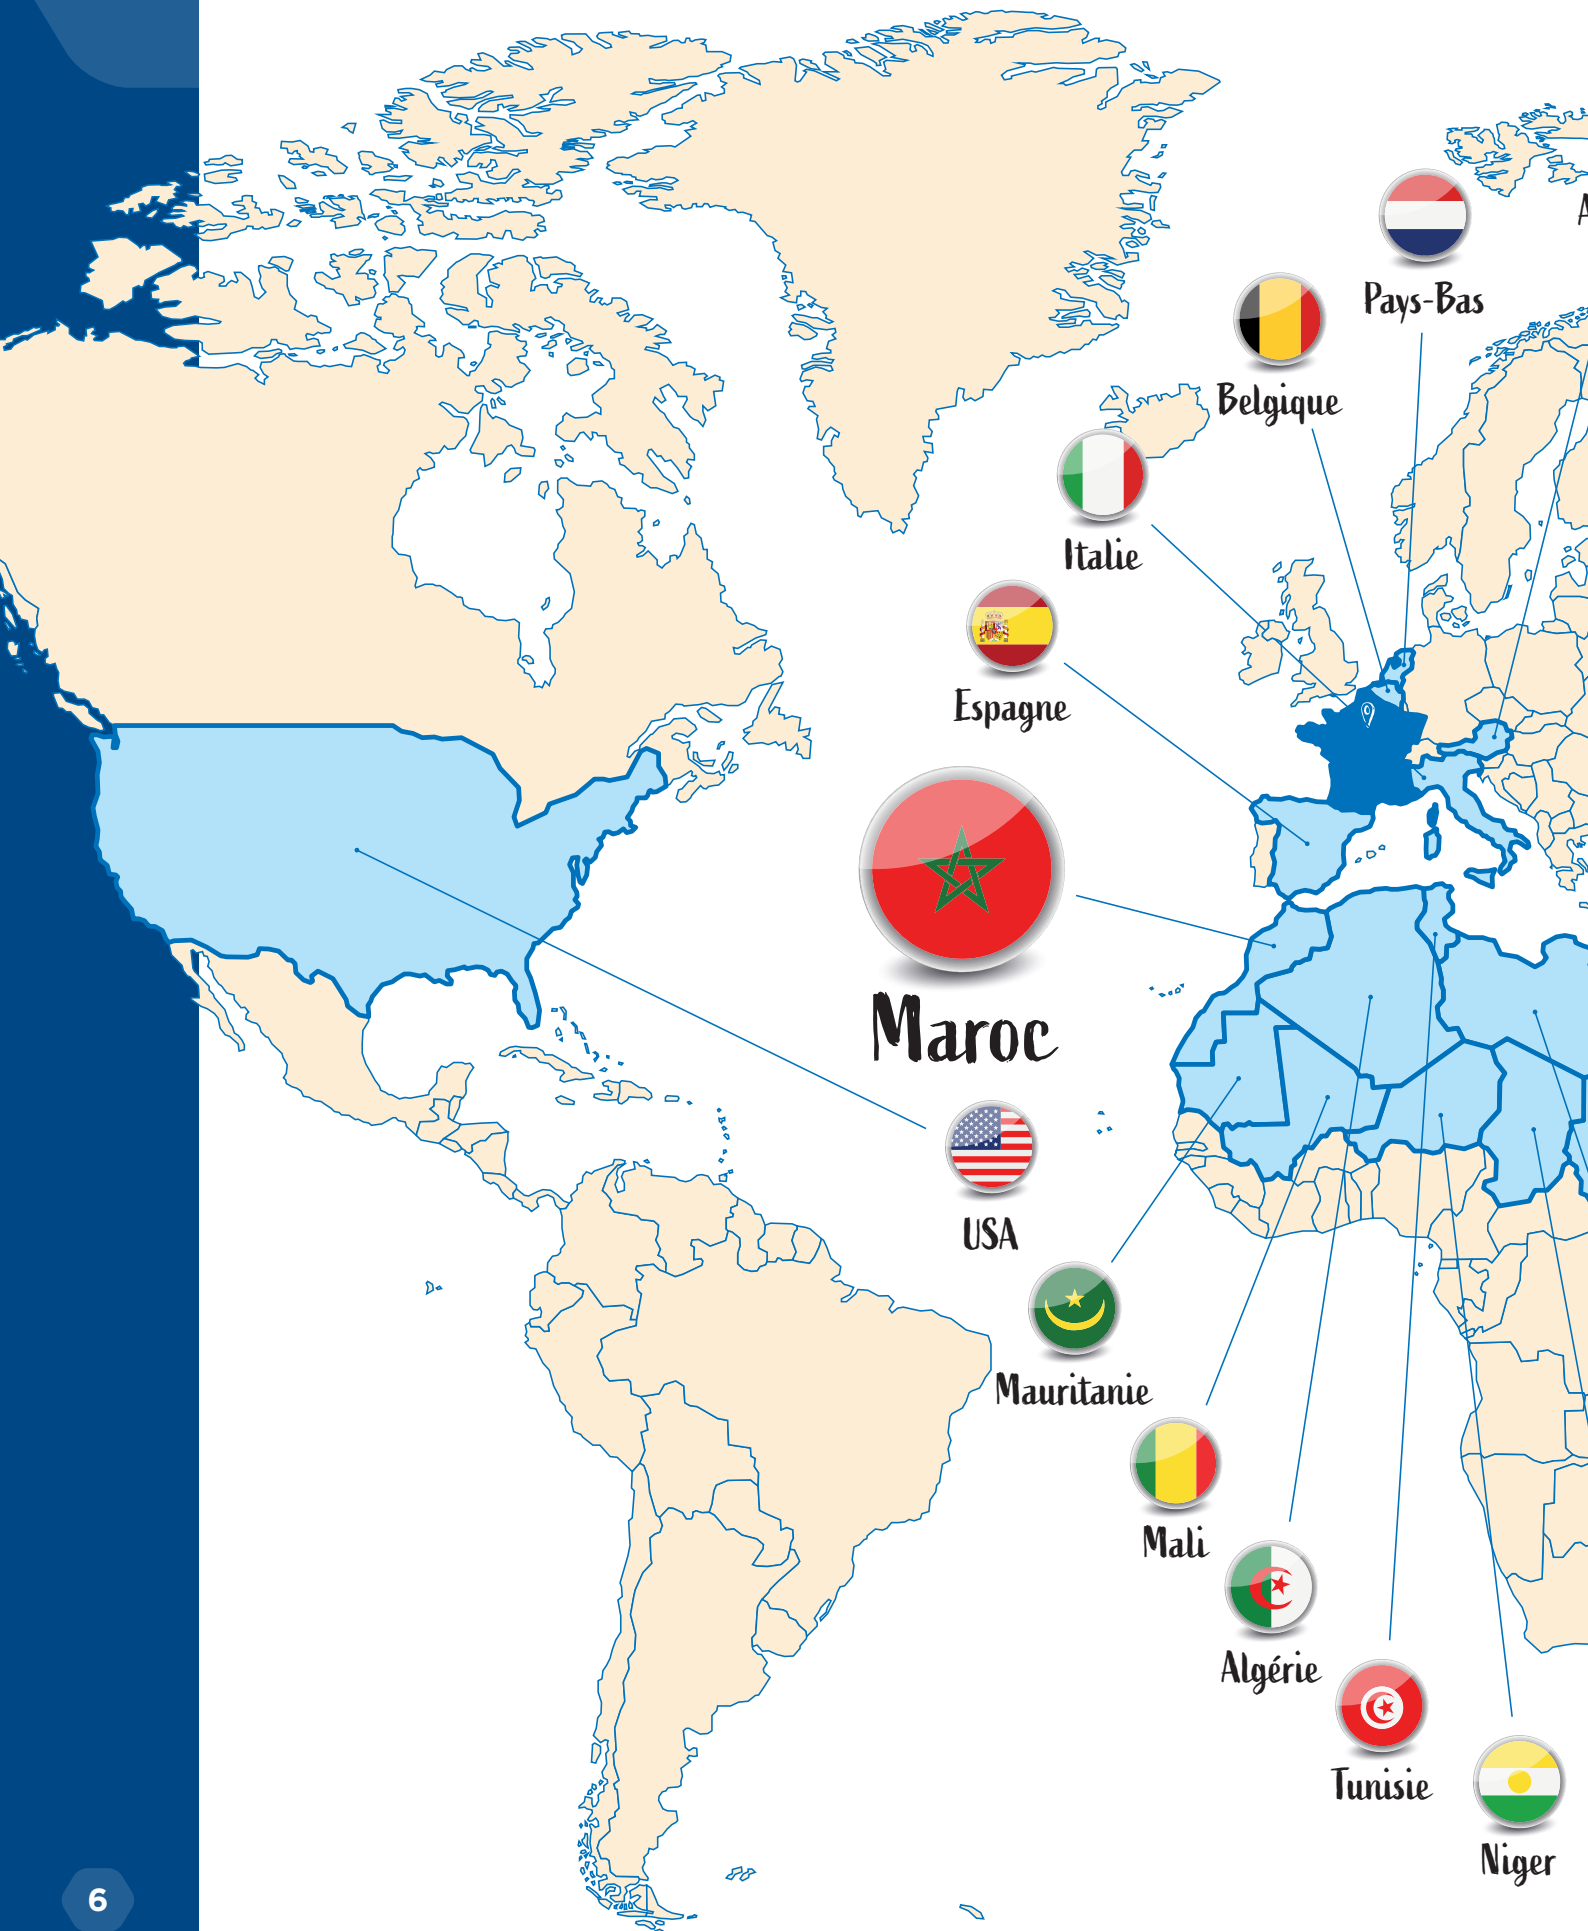 Pays-Bas
Belgique
Italie
Espagne
Maroc
USA
Mauritanie
Mali
Algérie
Tunisie
Niger
6